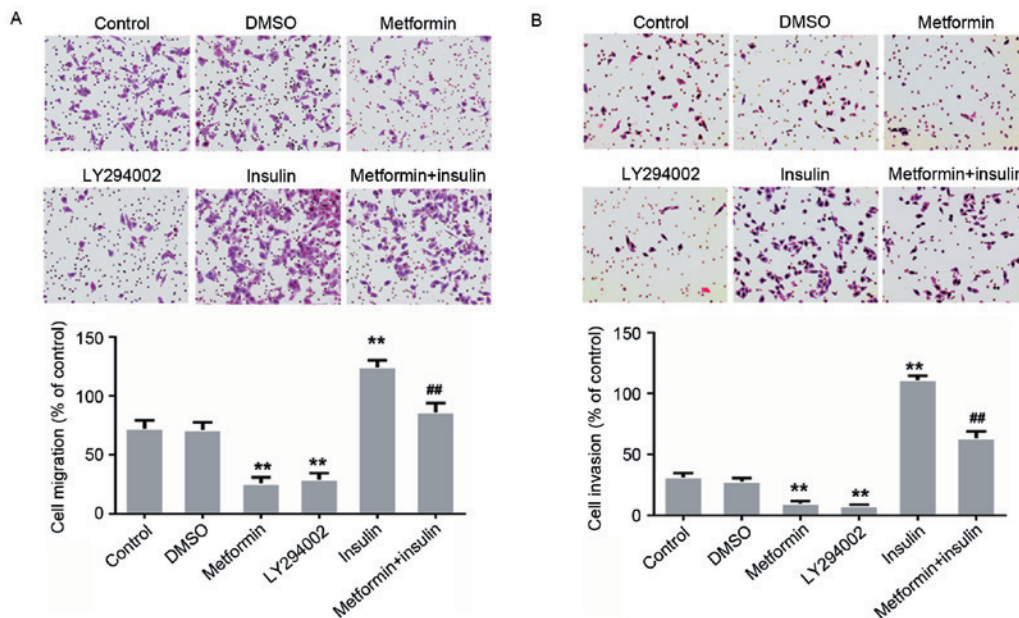 A
Control DMSO Metformin
LY294002 Insulin Metformin+insulin
Cell migration (% of control)
150
100
50
0
**
**
**
##
Control
DMSO
Metformin
LY294002
Insulin
Metformin+insulin
B
Control DMSO Metformin
LY294002 Insulin Metformin+insulin
Cell invasion (% of control)
150
100
50
0
**
**
**
##
Control
DMSO
Metformin
LY294002
Insulin
Metformin+insulin